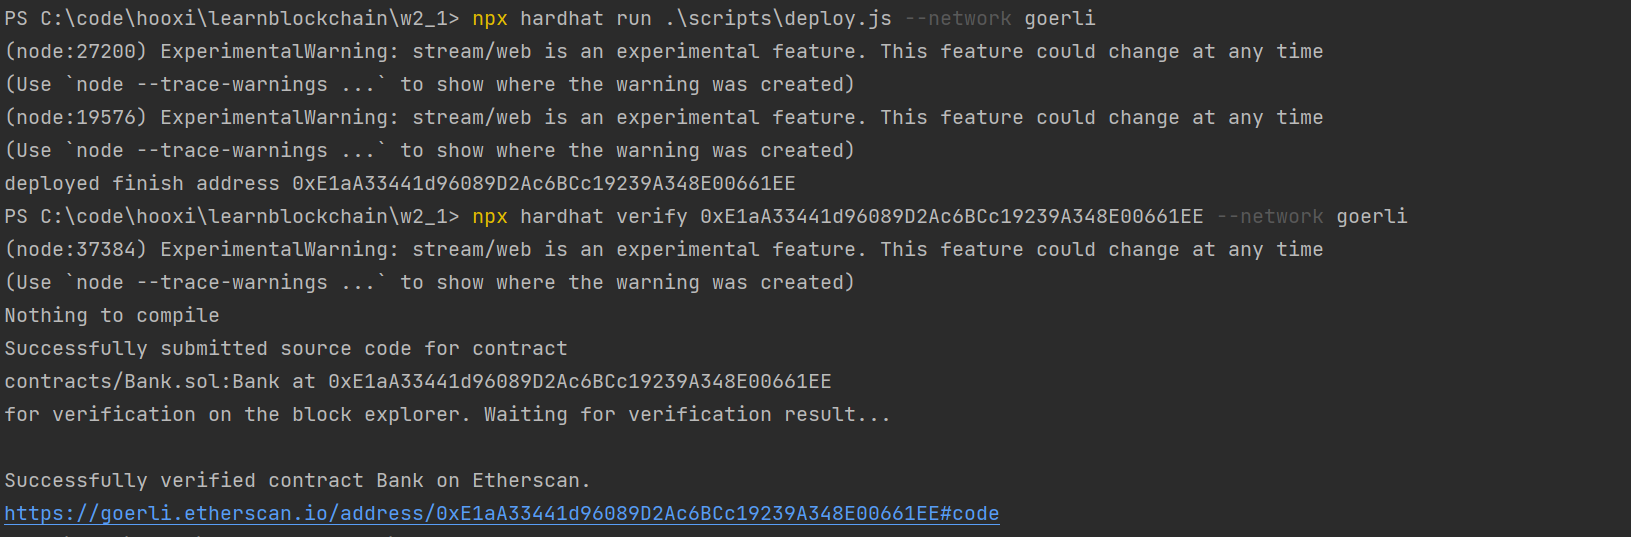 PS C:\code\hooxi\learnblockchain\w2_1> npx hardhat run .\scripts\deploy.js --network goerli
(node:27200) ExperimentalWarning: stream/web is an experimental feature. This feature could change at any time
(Use `node --trace-warnings ...` to show where the warning was created)
(node:19576) ExperimentalWarning: stream/web is an experimental feature. This feature could change at any time
(Use `node --trace-warnings ...` to show where the warning was created)
deployed finish address 0xE1aA33441d96089D2Ac6BCc19239A348E00661EE
PS C:\code\hooxi\learnblockchain\w2_1> npx hardhat verify 0xE1aA33441d96089D2Ac6BCc19239A348E00661EE --network goerli
(node:37384) ExperimentalWarning: stream/web is an experimental feature. This feature could change at any time
(Use `node --trace-warnings ...` to show where the warning was created)
Nothing to compile
Successfully submitted source code for contract
contracts/Bank.sol:Bank at 0xE1aA33441d96089D2Ac6BCc19239A348E00661EE
for verification on the block explorer. Waiting for verification result...
Successfully verified contract Bank on Etherscan.
https://goerli.etherscan.io/address/0xE1aA33441d96089D2Ac6BCc19239A348E00661EE#code